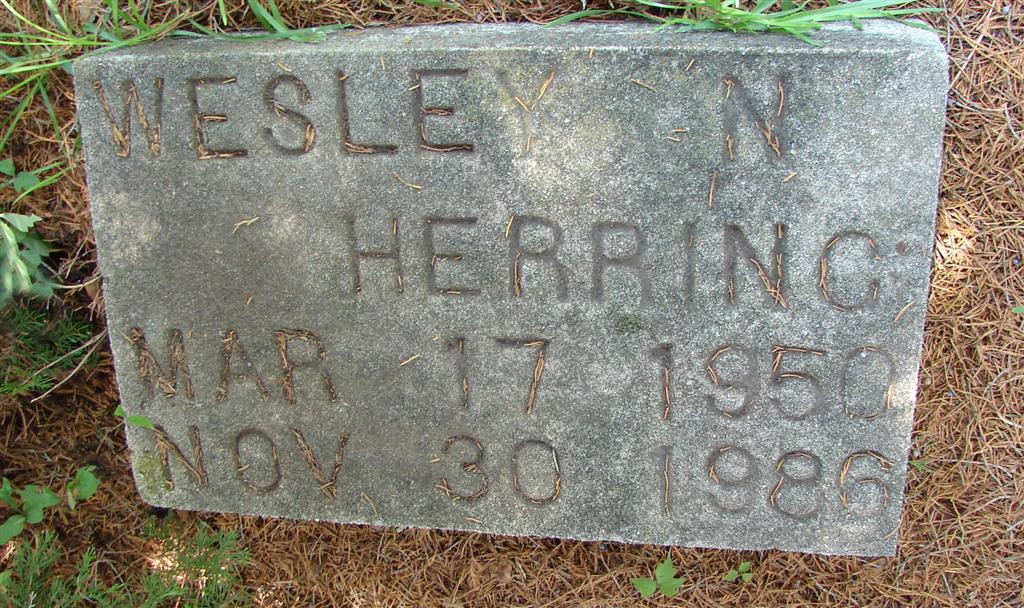 WESLEY N
HERRING
MAR 17 1950
NOV 30 1986